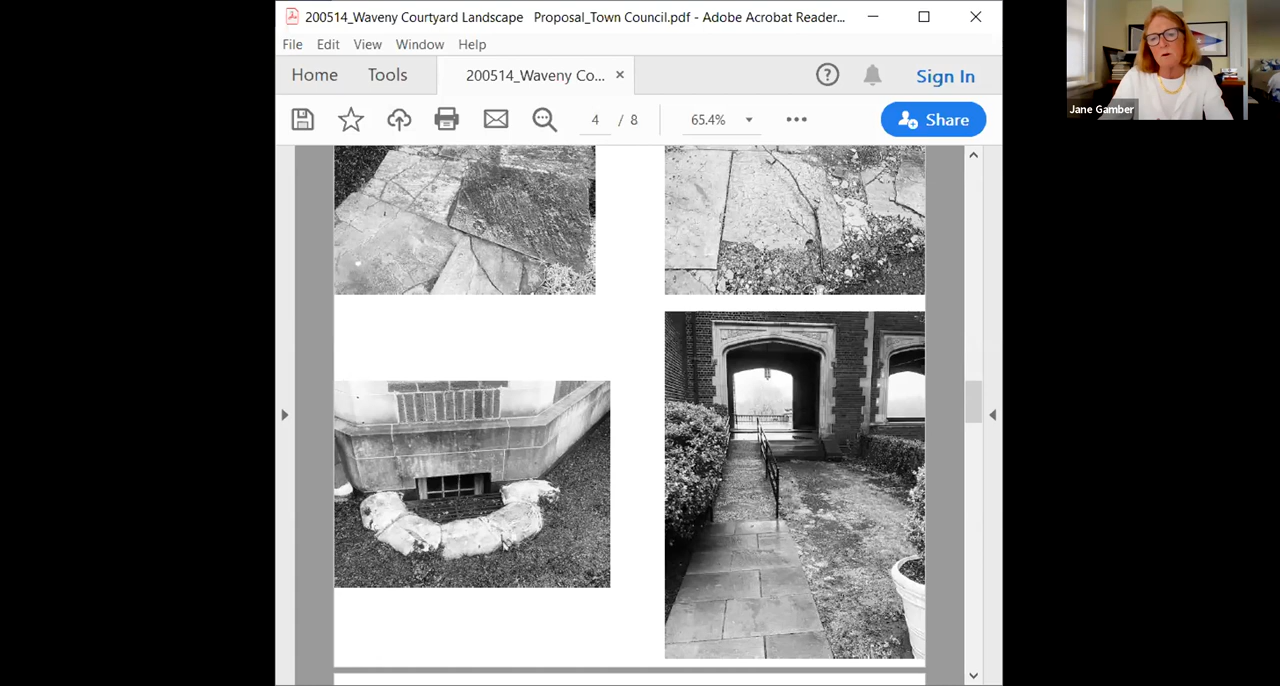 200514_Waveny Courtyard Landscape Proposal_Town Council.pdf - Adobe Acrobat Reader...
File Edit View Window Help
Home Tools 200514_Waveny Co... × ? Sign In
4 / 8 65.4% ••• Share
Jane Gamber